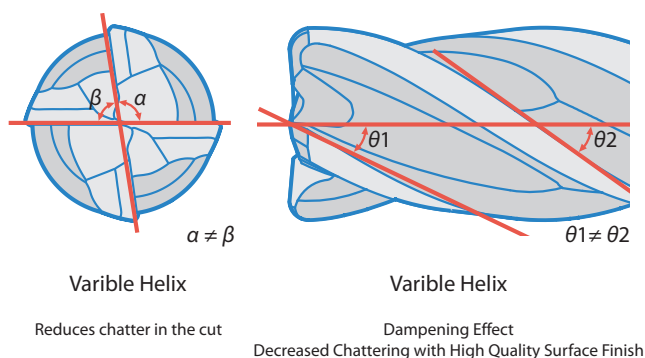 β
α
θ1
θ2
α ≠ β
θ1≠ θ2
Varible Helix
Varible Helix
Reduces chatter in the cut
Dampening Effect
Decreased Chattering with High Quality Surface Finish